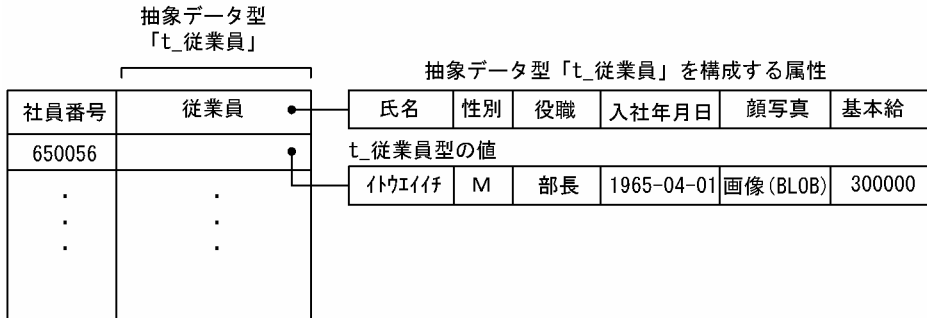 抽象データ型
「t_従業員」
抽象データ型「t_従業員」を構成する属性
社員番号 従業員 氏名 性別 役職 入社年月日 顔写真 基本給
t_従業員型の値
650056 ｲﾄｳｴｲｲﾁ M 部長 1965-04-01 画像(BLOB) 300000